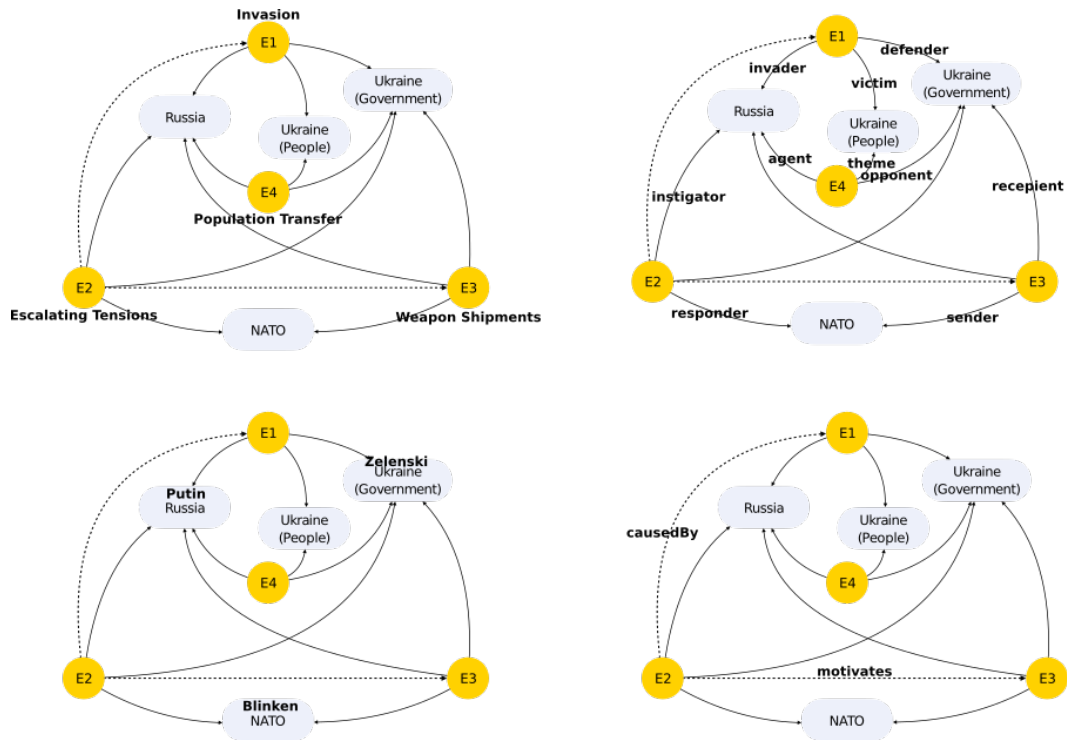 Invasion
E1
Ukraine
(Government)
Russia
Ukraine
(People)
E4
Population Transfer
E2
E3
Escalating Tensions
Weapon Shipments
NATO
E1
defender
invader
victim
Ukraine
(Government)
Russia
Ukraine
(People)
agent
theme
opponent
E4
instigator
recepient
E2
E3
responder
sender
NATO
E1
Zelenski
Ukraine
(Government)
Putin
Russia
Ukraine
(People)
E4
E2
E3
Blinken
NATO
E1
Ukraine
(Government)
Russia
causedBy
Ukraine
(People)
E4
motivates
E2
E3
NATO